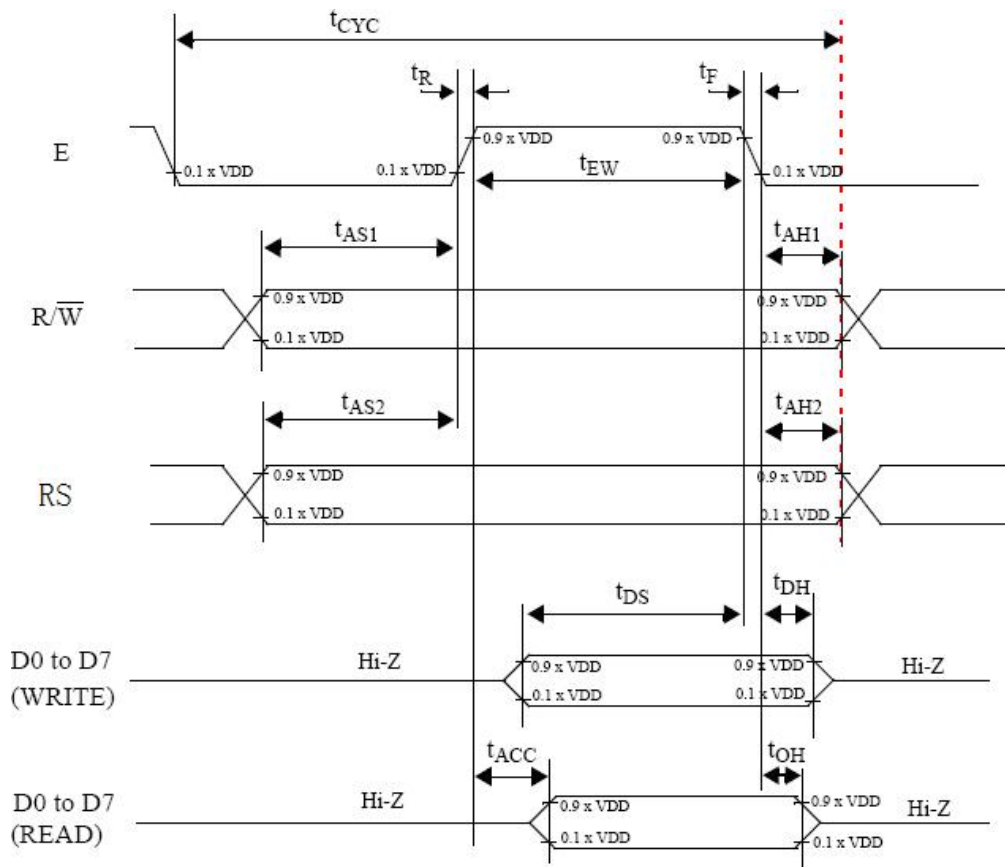 tCYC
tR
tF
E
0.9 x VDD
0.9 x VDD
0.1 x VDD
0.1 x VDD
0.1 x VDD
tEW
tAS1
tAH1
R/W̅
0.9 x VDD
0.9 x VDD
0.1 x VDD
0.1 x VDD
tAS2
tAH2
RS
0.9 x VDD
0.9 x VDD
0.1 x VDD
0.1 x VDD
tDS
tDH
D0 to D7
(WRITE)
Hi-Z
0.9 x VDD
0.9 x VDD
Hi-Z
0.1 x VDD
0.1 x VDD
tACC
tOH
D0 to D7
(READ)
Hi-Z
0.9 x VDD
0.9 x VDD
Hi-Z
0.1 x VDD
0.1 x VDD